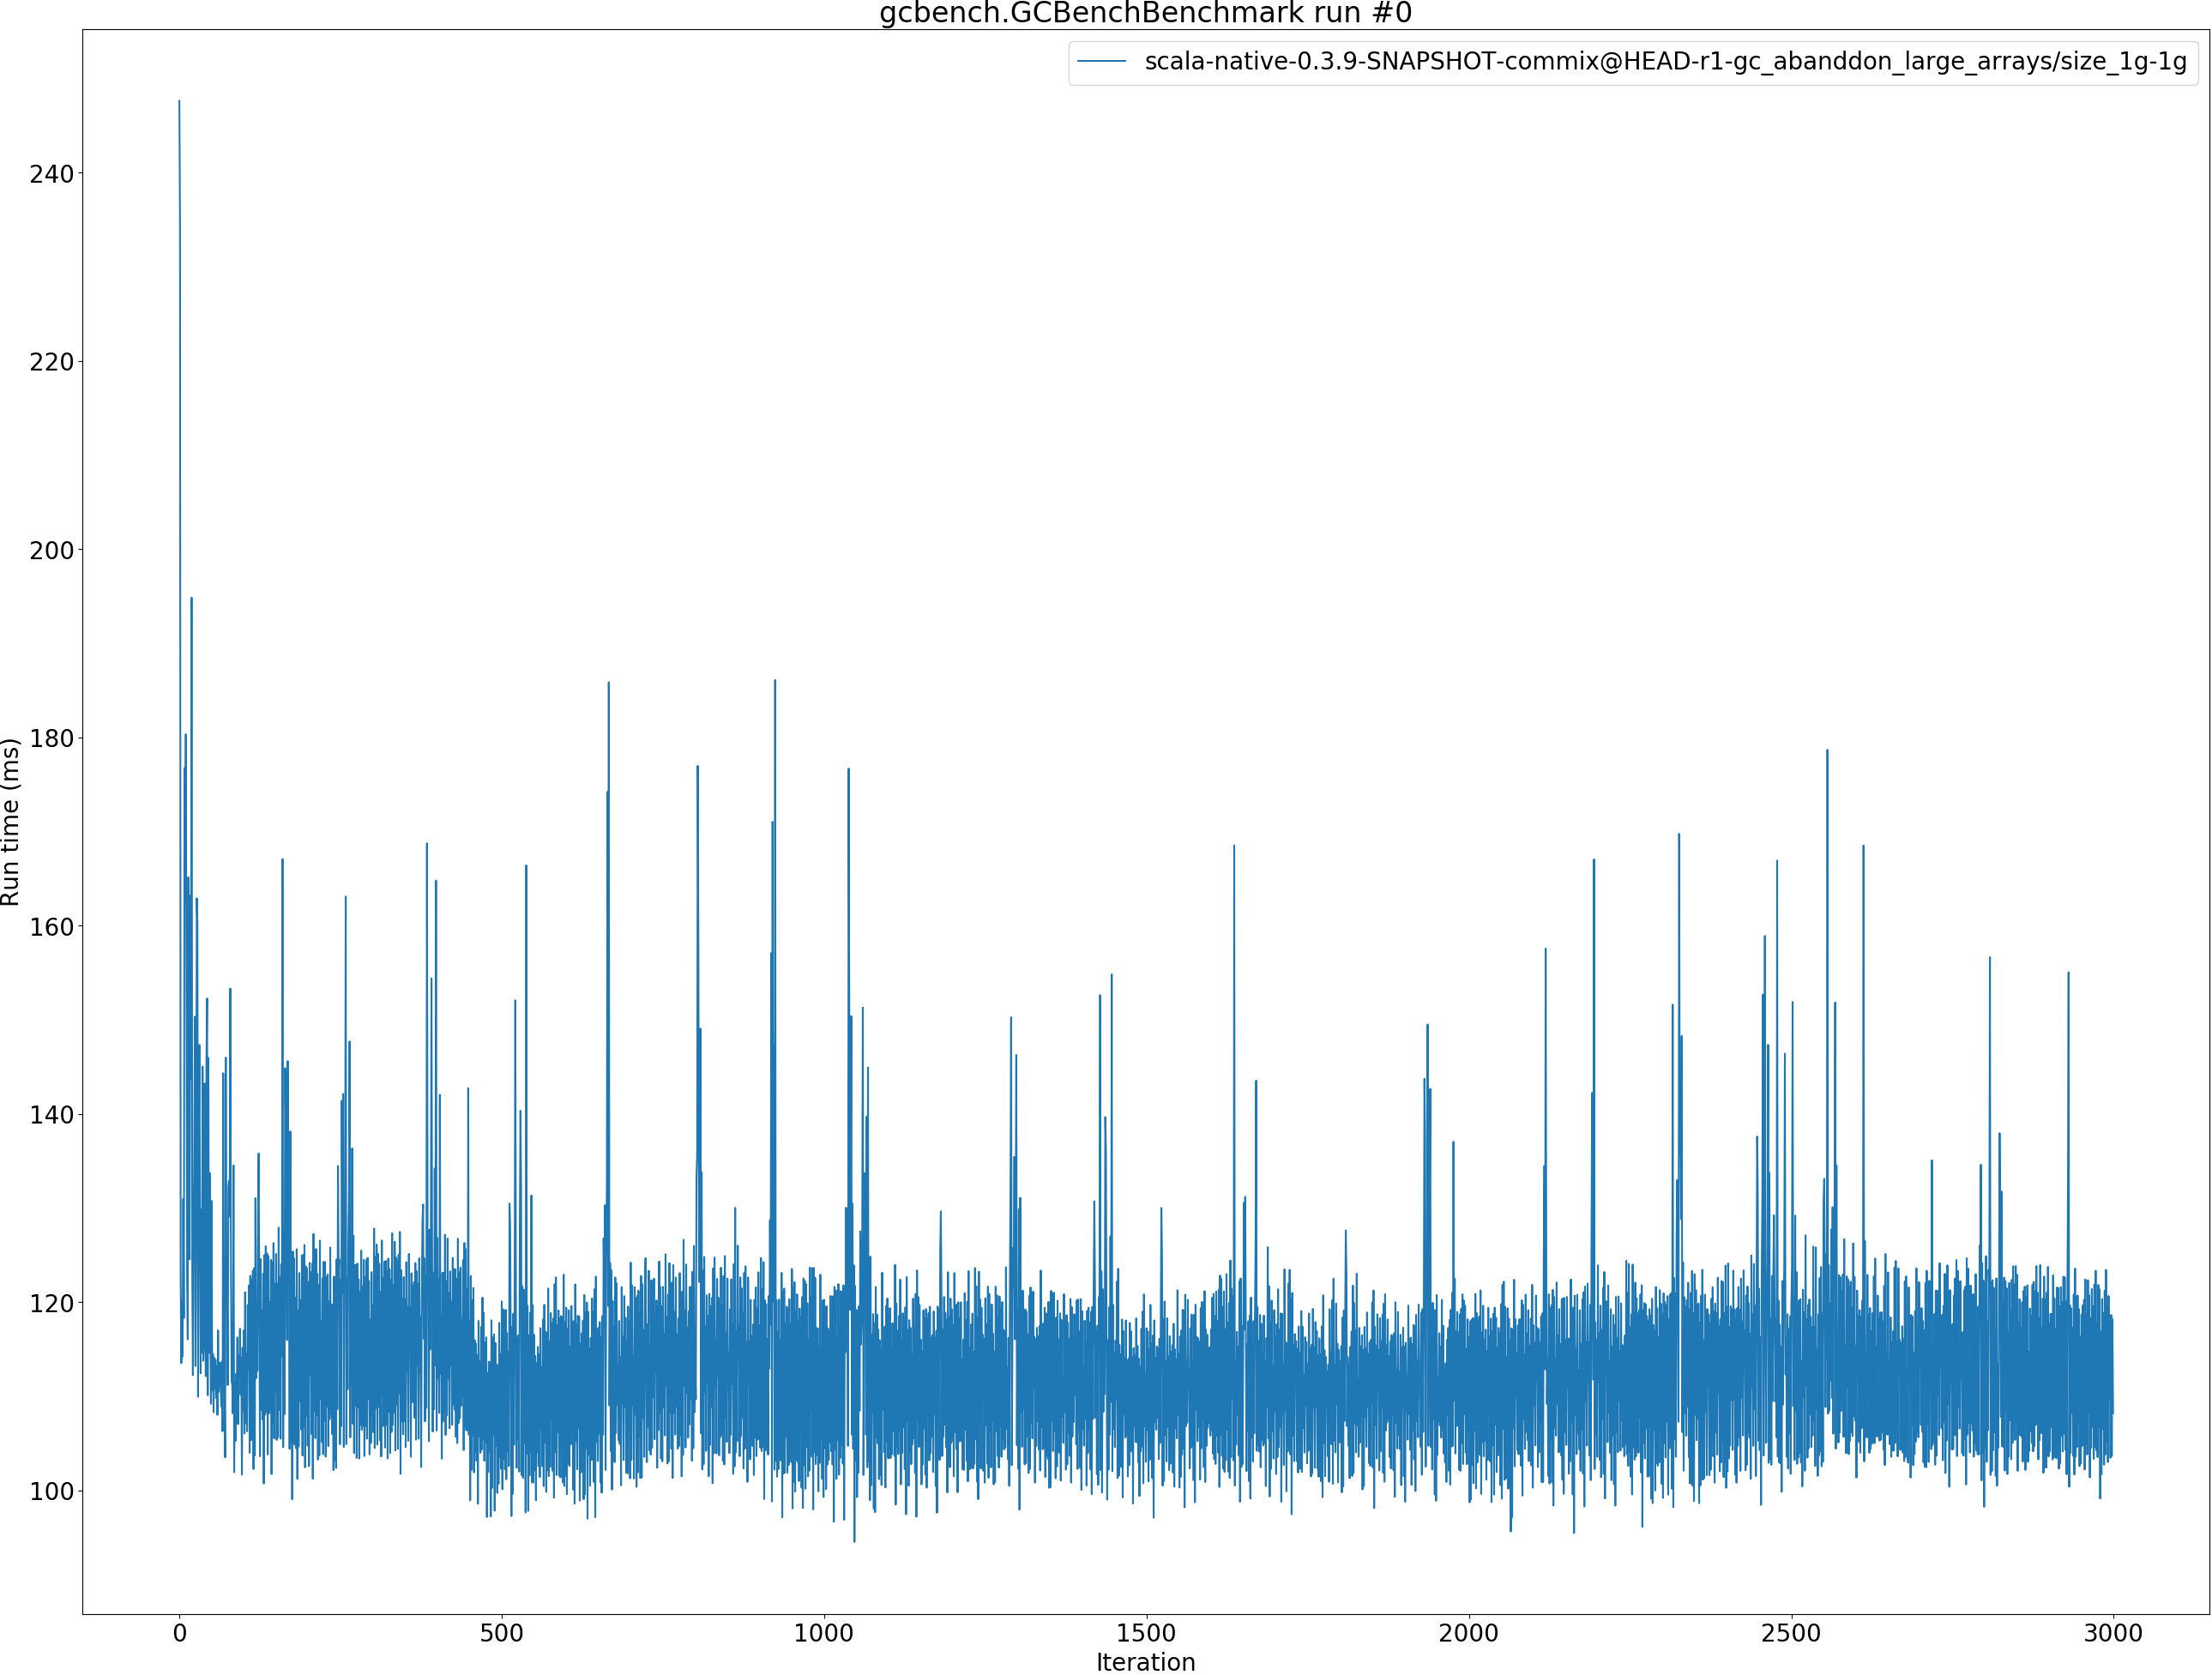 gcbench.GCBenchBenchmark run #0
scala-native-0.3.9-SNAPSHOT-commix@HEAD-r1-gc_abanddon_large_arrays/size_1g-1g
Run time (ms)
240
220
200
180
160
140
120
100
0 500 1000 1500 2000 2500 3000
Iteration